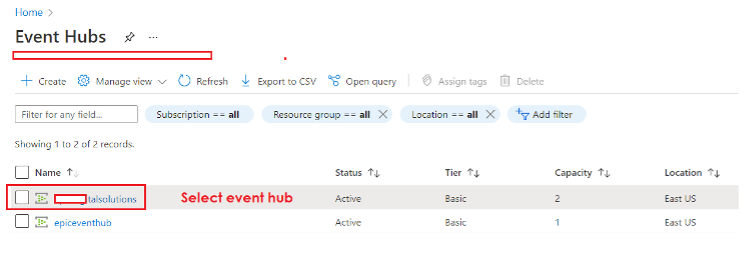 Home >
Event Hubs ...
+ Create Manage view Refresh Export to CSV Open query Assign tags Delete
Filter for any field... Subscription == all Resource group == all Location == all Add filter
Showing 1 to 2 of 2 records.
Name ↑↓ Status ↑↓ Tier ↑↓ Capacity ↑↓ Location ↑↓
talsolutions Select event hub Active Basic 2 East US
epiceventhub Active Basic 1 East US